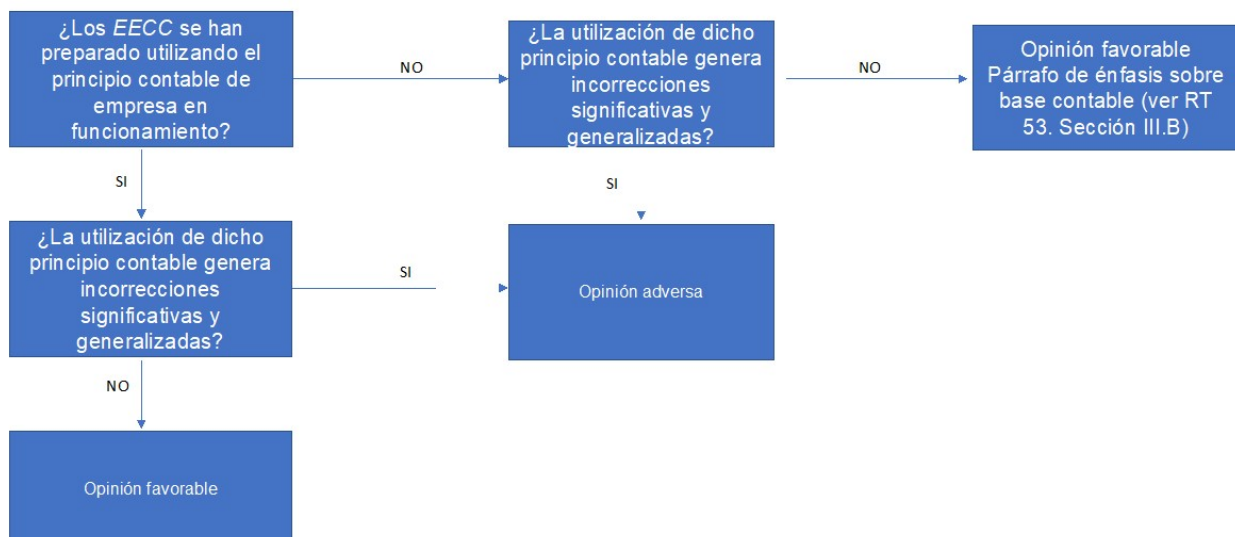 ¿Los EECC se han
preparado utilizando el
principio contable de
empresa en
funcionamiento?
NO
¿La utilización de dicho
principio contable genera
incorrecciones
significativas y
generalizadas?
NO
Opinión favorable
Párrafo de énfasis sobre
base contable (ver RT
53. Sección III.B)
SI
SI
¿La utilización de dicho
principio contable genera
incorrecciones
significativas y
generalizadas?
SI
Opinión adversa
NO
Opinión favorable